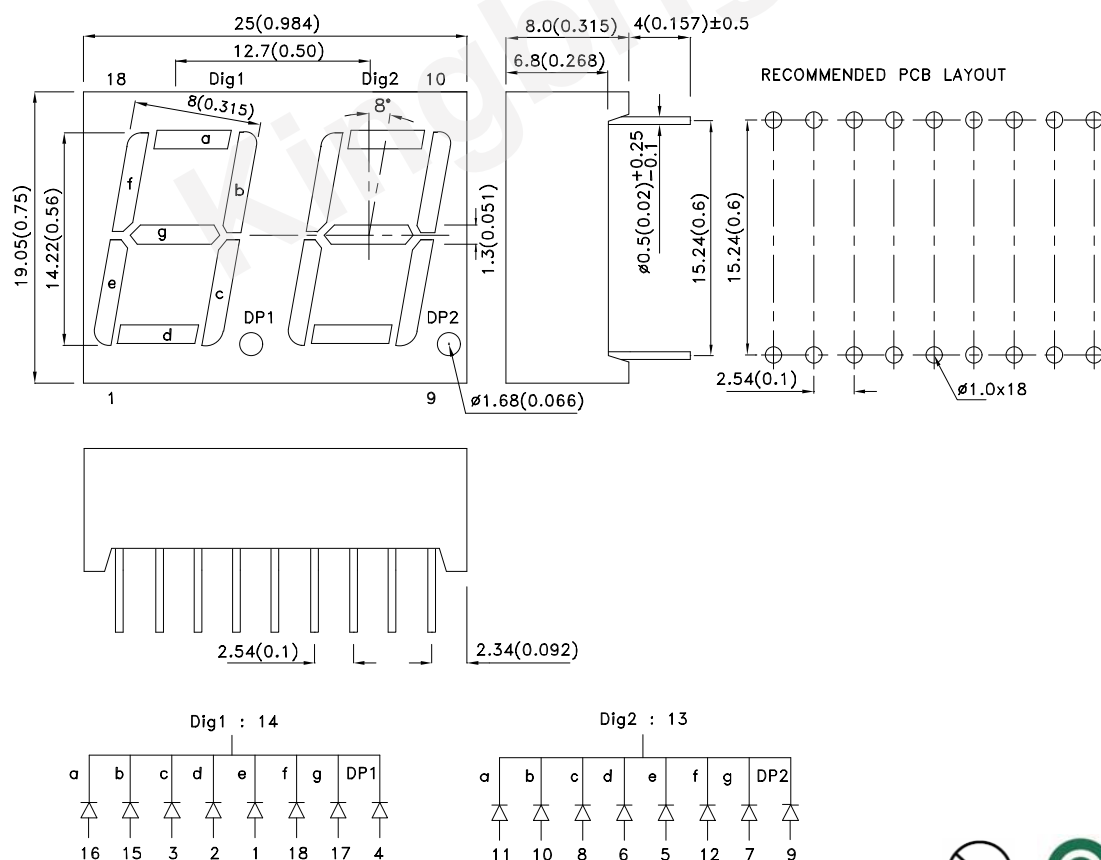 25(0.984)
12.7(0.50)
18 Dig1 Dig2 10
8(0.315)
8°
a
f
b
g
e
c
d
DP1
DP2
1
9
19.05(0.75)
14.22(0.56)
1.3(0.051)
ø1.68(0.066)
8.0(0.315)
4(0.157)±0.5
6.8(0.268)
ø0.5(0.02)+0.25 -0.1
15.24(0.6)
RECOMMENDED PCB LAYOUT
15.24(0.6)
2.54(0.1)
ø1.0x18
2.54(0.1)
2.34(0.092)
Dig1 : 14
a b c d e f g DP1
16 15 3 2 1 18 17 4
Dig2 : 13
a b c d e f g DP2
11 10 8 6 5 12 7 9